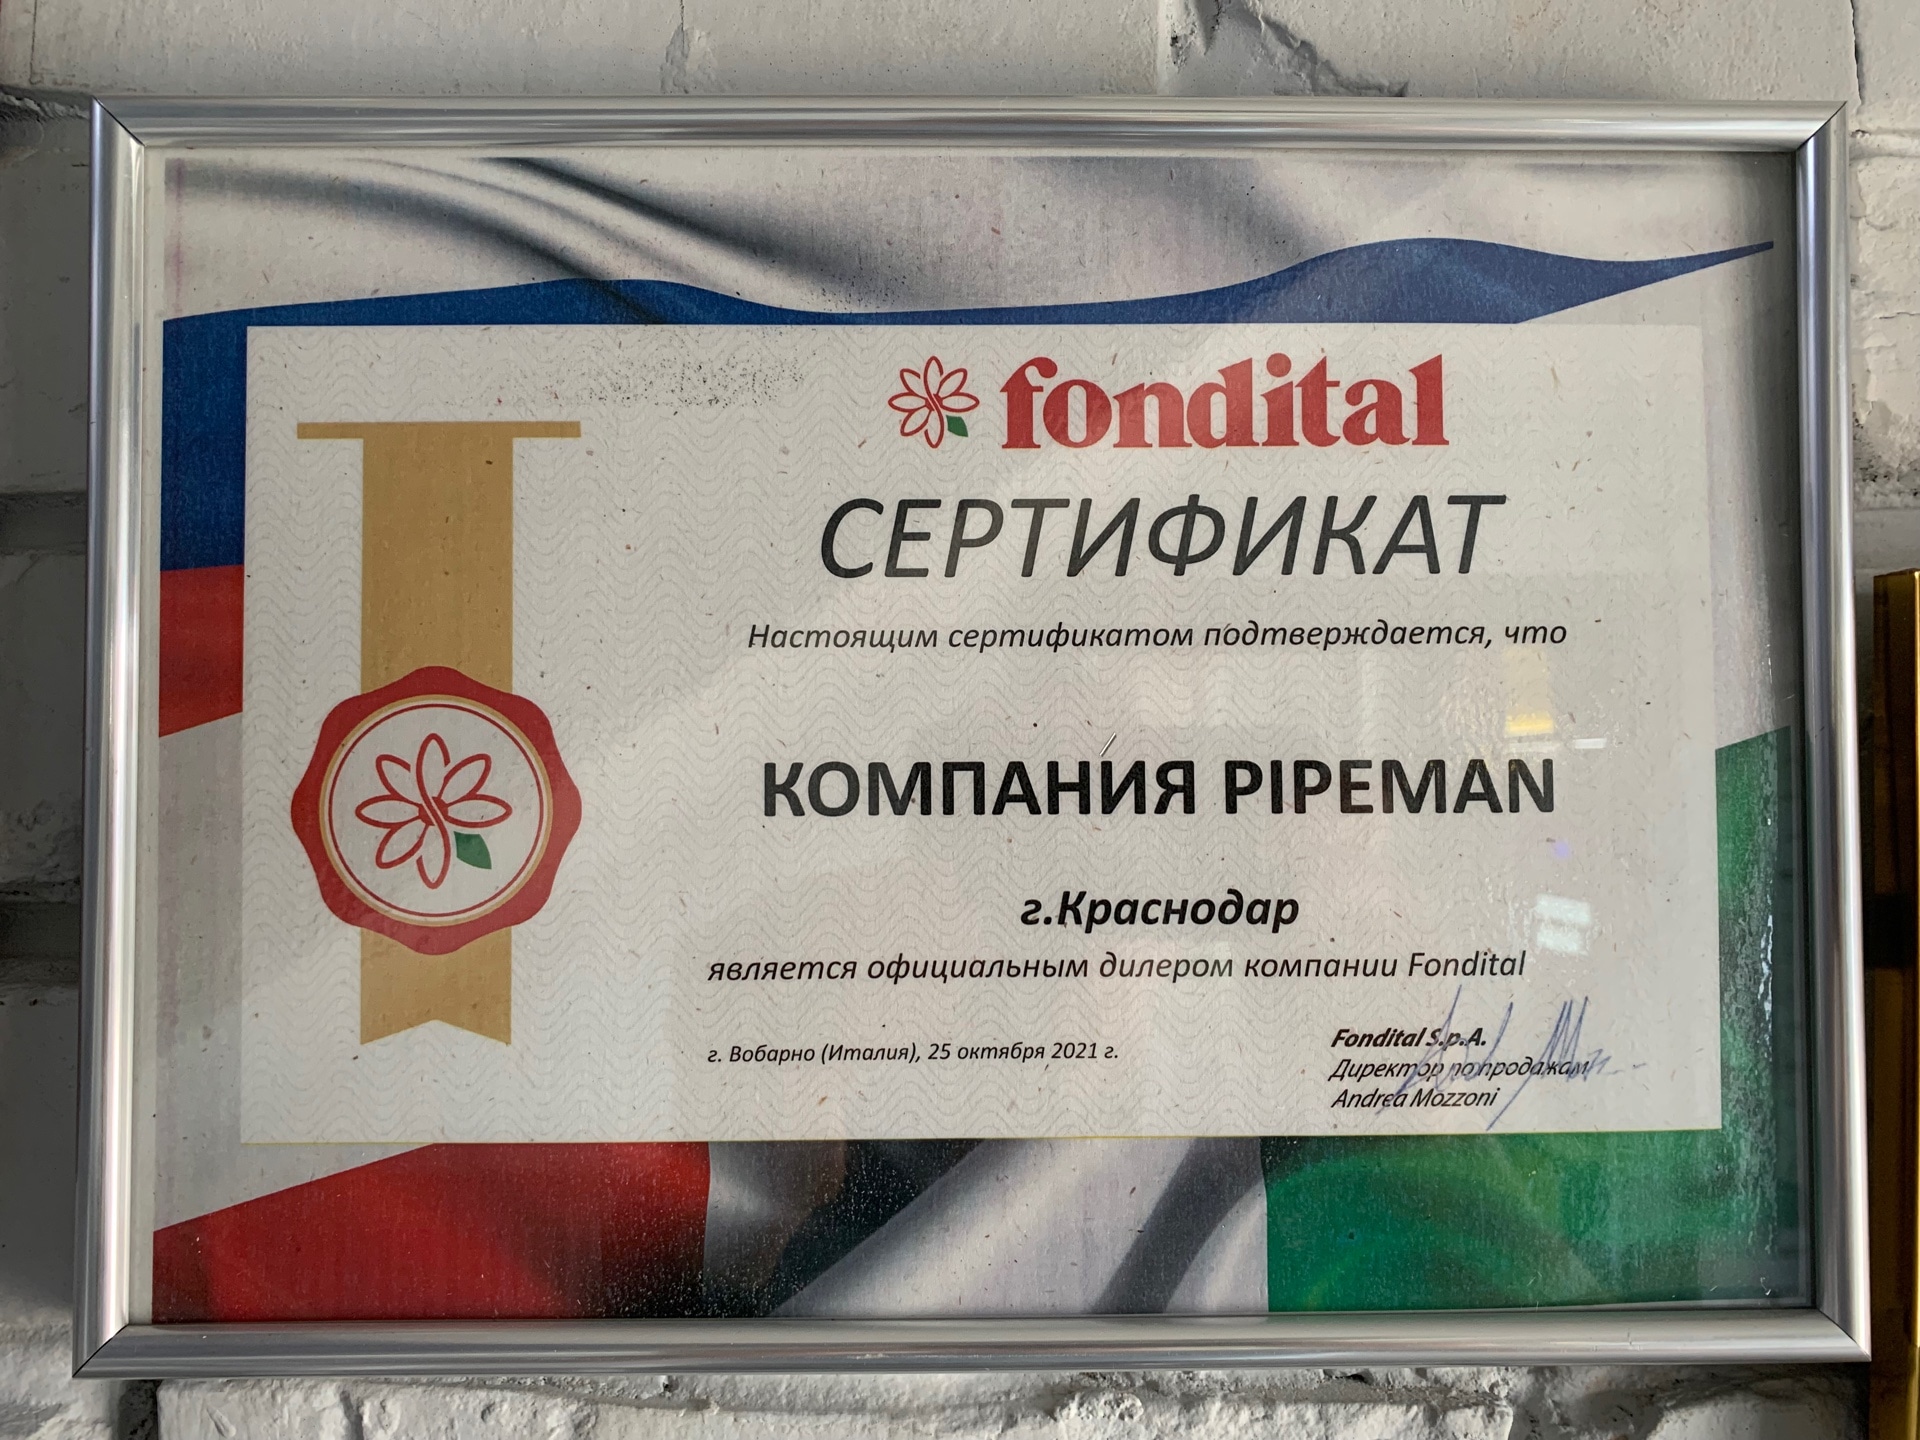 fondital
СЕРТИФИКАТ
Настоящим сертификатом подтверждается, что
КОМПАНИЯ PIPEMAN
г.Краснодар
является официальным дилером компании Fondital
г. Вобарно (Италия), 25 октября 2021 г.
Fondital S.p.A.
Директор по продажам
Andrea Mozzoni